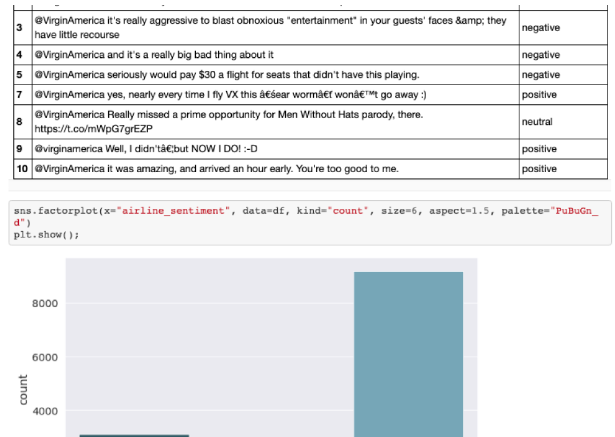 3 @VirginAmerica it's really aggressive to blast obnoxious "entertainment" in your guests' faces &amp; they negative
have little recourse
4 @VirginAmerica and it's a really big bad thing about it negative
5 @VirginAmerica seriously would pay $30 a flight for seats that didn't have this playing. negative
7 @VirginAmerica yes, nearly every time I fly VX this â€śear wormâ€ť wonâ€™t go away :) positive
8 @VirginAmerica Really missed a prime opportunity for Men Without Hats parody, there. neutral
https://t.co/mWpG7grEZP
9 @virginamerica Well, I didn'tâ€¦but NOW I DO! :-D positive
10 @VirginAmerica it was amazing, and arrived an hour early. You're too good to me. positive
sns.factorplot(x="airline_sentiment", data=df, kind="count", size=6, aspect=1.5, palette="PuBuGn_
d")
plt.show();
8000
6000
4000
count